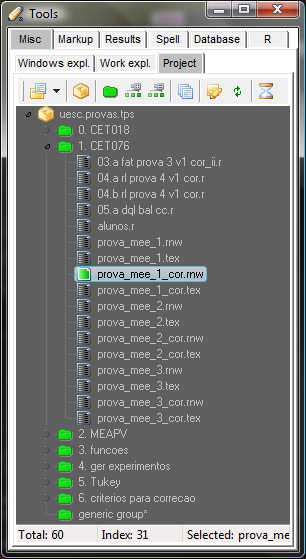 Tools
Misc Markup Results Spell Database R
Windows expl. Work expl. Project
uesc.provas.tps
0. CET018
1. CET076
03.a fat prova 3 v1 cor_ii.r
04.a rl prova 4 v1 cor.r
04.b rl prova 4 v1 cor.r
05.a dql bal cc.r
alunos.r
prova_mee_1.rnw
prova_mee_1.tex
prova_mee_1_cor.rnw
prova_mee_1_cor.tex
prova_mee_2.rnw
prova_mee_2.tex
prova_mee_2_cor.rnw
prova_mee_2_cor.tex
prova_mee_3.rnw
prova_mee_3.tex
prova_mee_3_cor.rnw
prova_mee_3_cor.tex
2. MEAPV
3. funcoes
4. ger experimentos
5. Tukey
6. criterios para correcao
generic group*
Total: 60 Index: 31 Selected: prova_me